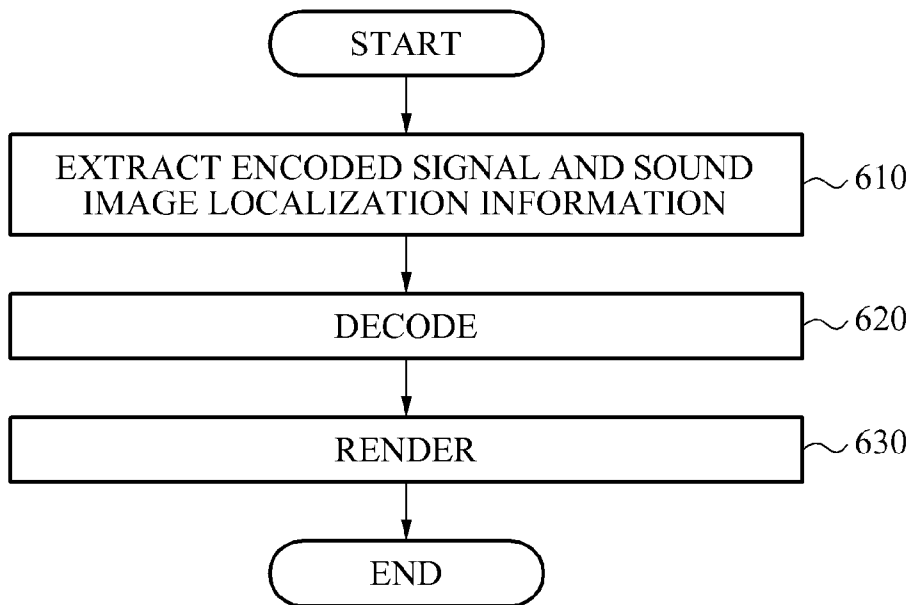 START
EXTRACT ENCODED SIGNAL AND SOUND
IMAGE LOCALIZATION INFORMATION
610
DECODE
620
RENDER
630
END